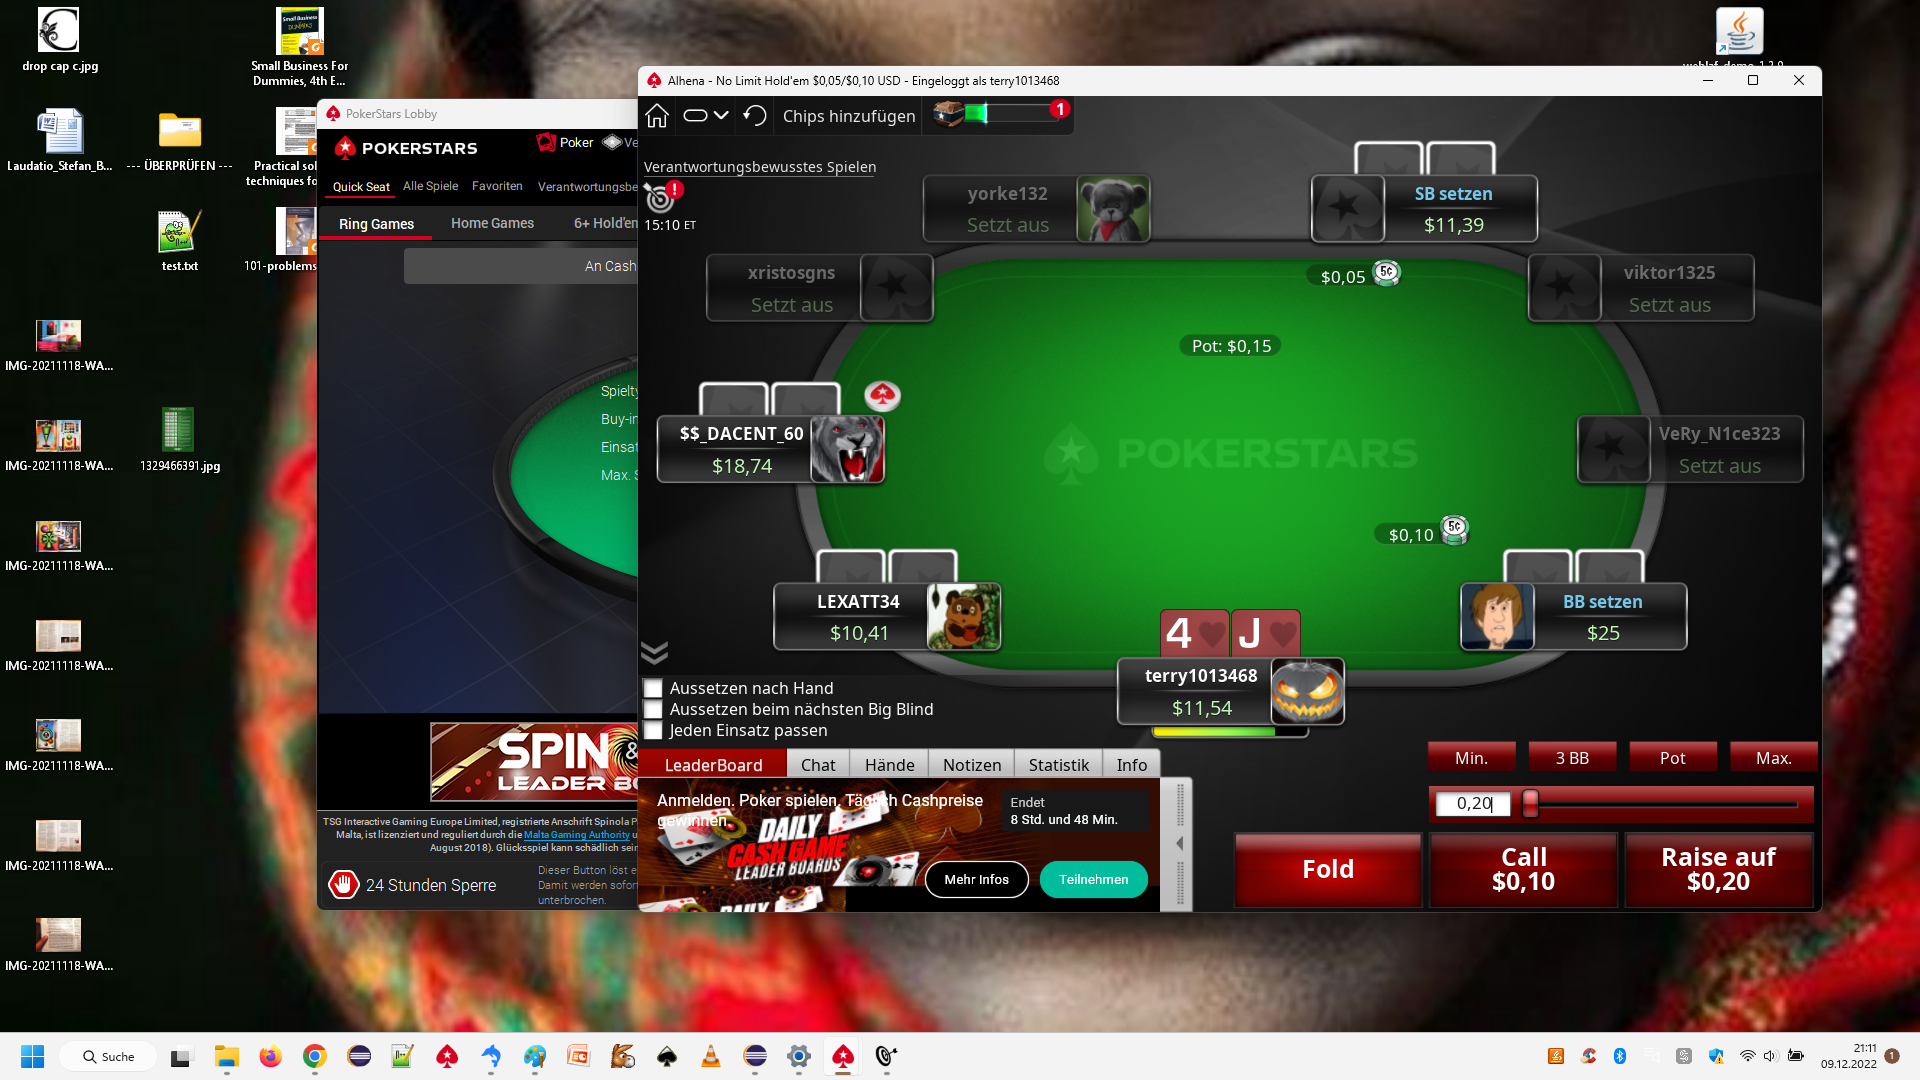 drop cap c.jpg
Small Business For
Dummies, 4th E...
Laudatio_Stefan_B...
--- ÜBERPRÜFEN ---
Practical sol
techniques fo
test.txt
101-problems
IMG-20211118-WA...
IMG-20211118-WA...
1329466391.jpg
IMG-20211118-WA...
IMG-20211118-WA...
IMG-20211118-WA...
IMG-20211118-WA...
IMG-20211118-WA...
PokerStars Lobby
POKERSTARS
Poker
Ve
Quick Seat
Alle Spiele
Favoriten
Verantwortungsbe
Ring Games
Home Games
6+ Hold'en
An Cash
Spielty
Buy-in
Einsat
Max. S
SPIN &
LEADER BO
TSG Interactive Gaming Europe Limited, registrierte Anschrift Spinola P
Malta, ist lizenziert und reguliert durch die Malta Gaming Authority u
August 2018). Glücksspiel kann schädlich sein
24 Stunden Sperre
Dieser Button löst e
Damit werden sofor
unterbrochen.
Alhena - No Limit Hold'em $0,05/$0,10 USD - Eingeloggt als terry1013468
Chips hinzufügen
1
Verantwortungsbewusstes Spielen
!
15:10 ET
yorke132
Setzt aus
SB setzen
$11,39
xristosgns
Setzt aus
viktor1325
Setzt aus
$0,05
5¢
Pot: $0,15
$$_DACENT_60
$18,74
POKERSTARS
VeRy_N1ce323
Setzt aus
$0,10
5¢
LEXATT34
$10,41
BB setzen
$25
4 J
terry1013468
$11,54
Aussetzen nach Hand
Aussetzen beim nächsten Big Blind
Jeden Einsatz passen
LeaderBoard
Chat
Hände
Notizen
Statistik
Info
Anmelden. Poker spielen. Täglich Cashpreise
gewinnen.
Endet
8 Std. und 48 Min.
DAILY
CASH GAME
LEADER BOARDS
DAILY
Mehr Infos
Teilnehmen
Min.
3 BB
Pot
Max.
0,20
Fold
Call
$0,10
Raise auf
$0,20
Suche
21:11
09.12.2022
1